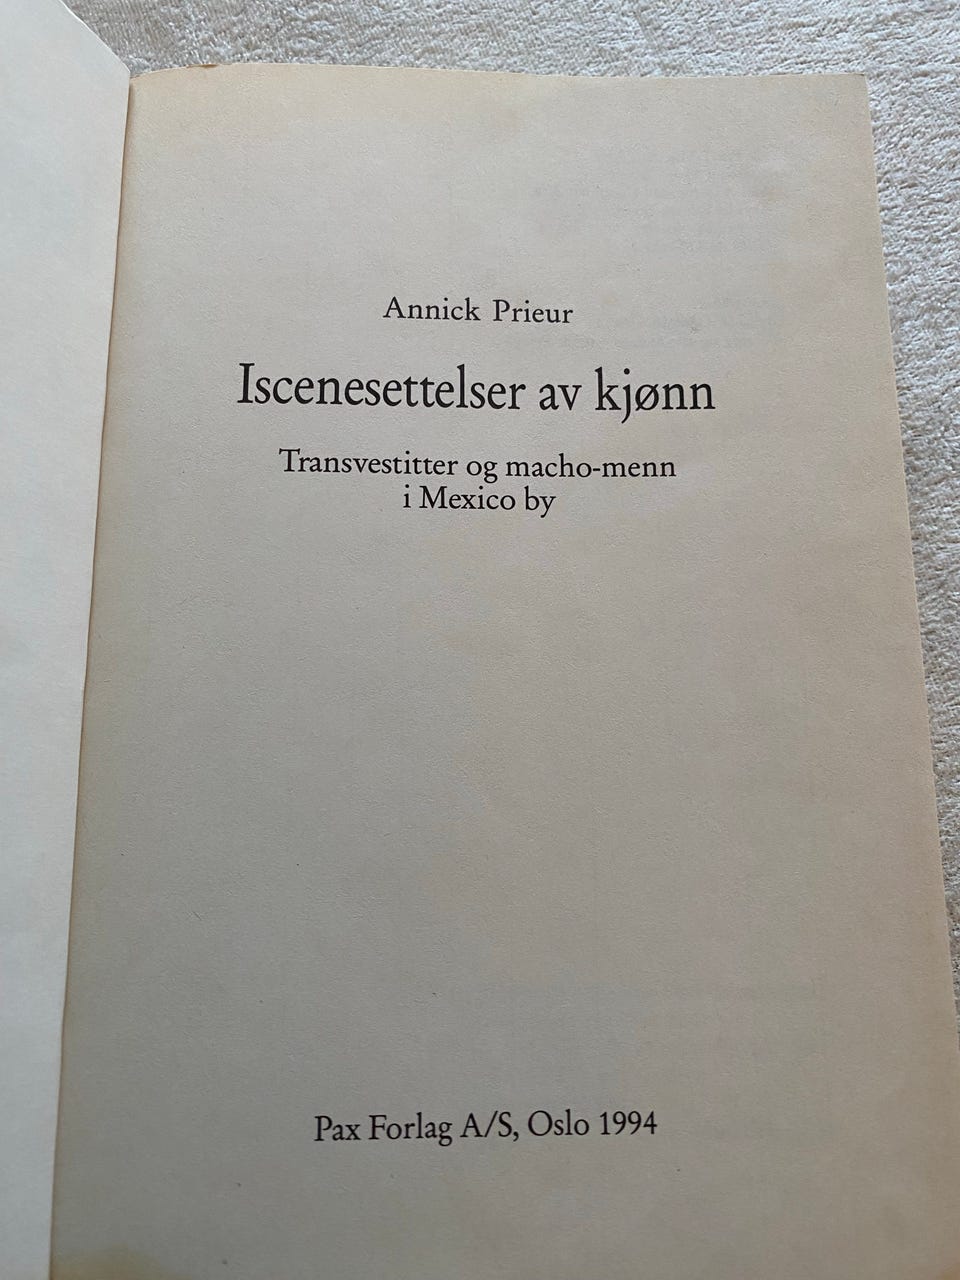 Annick Prieur
Iscenesettelser av kjønn
Transvestitter og macho-menn
i Mexico by
Pax Forlag A/S, Oslo 1994